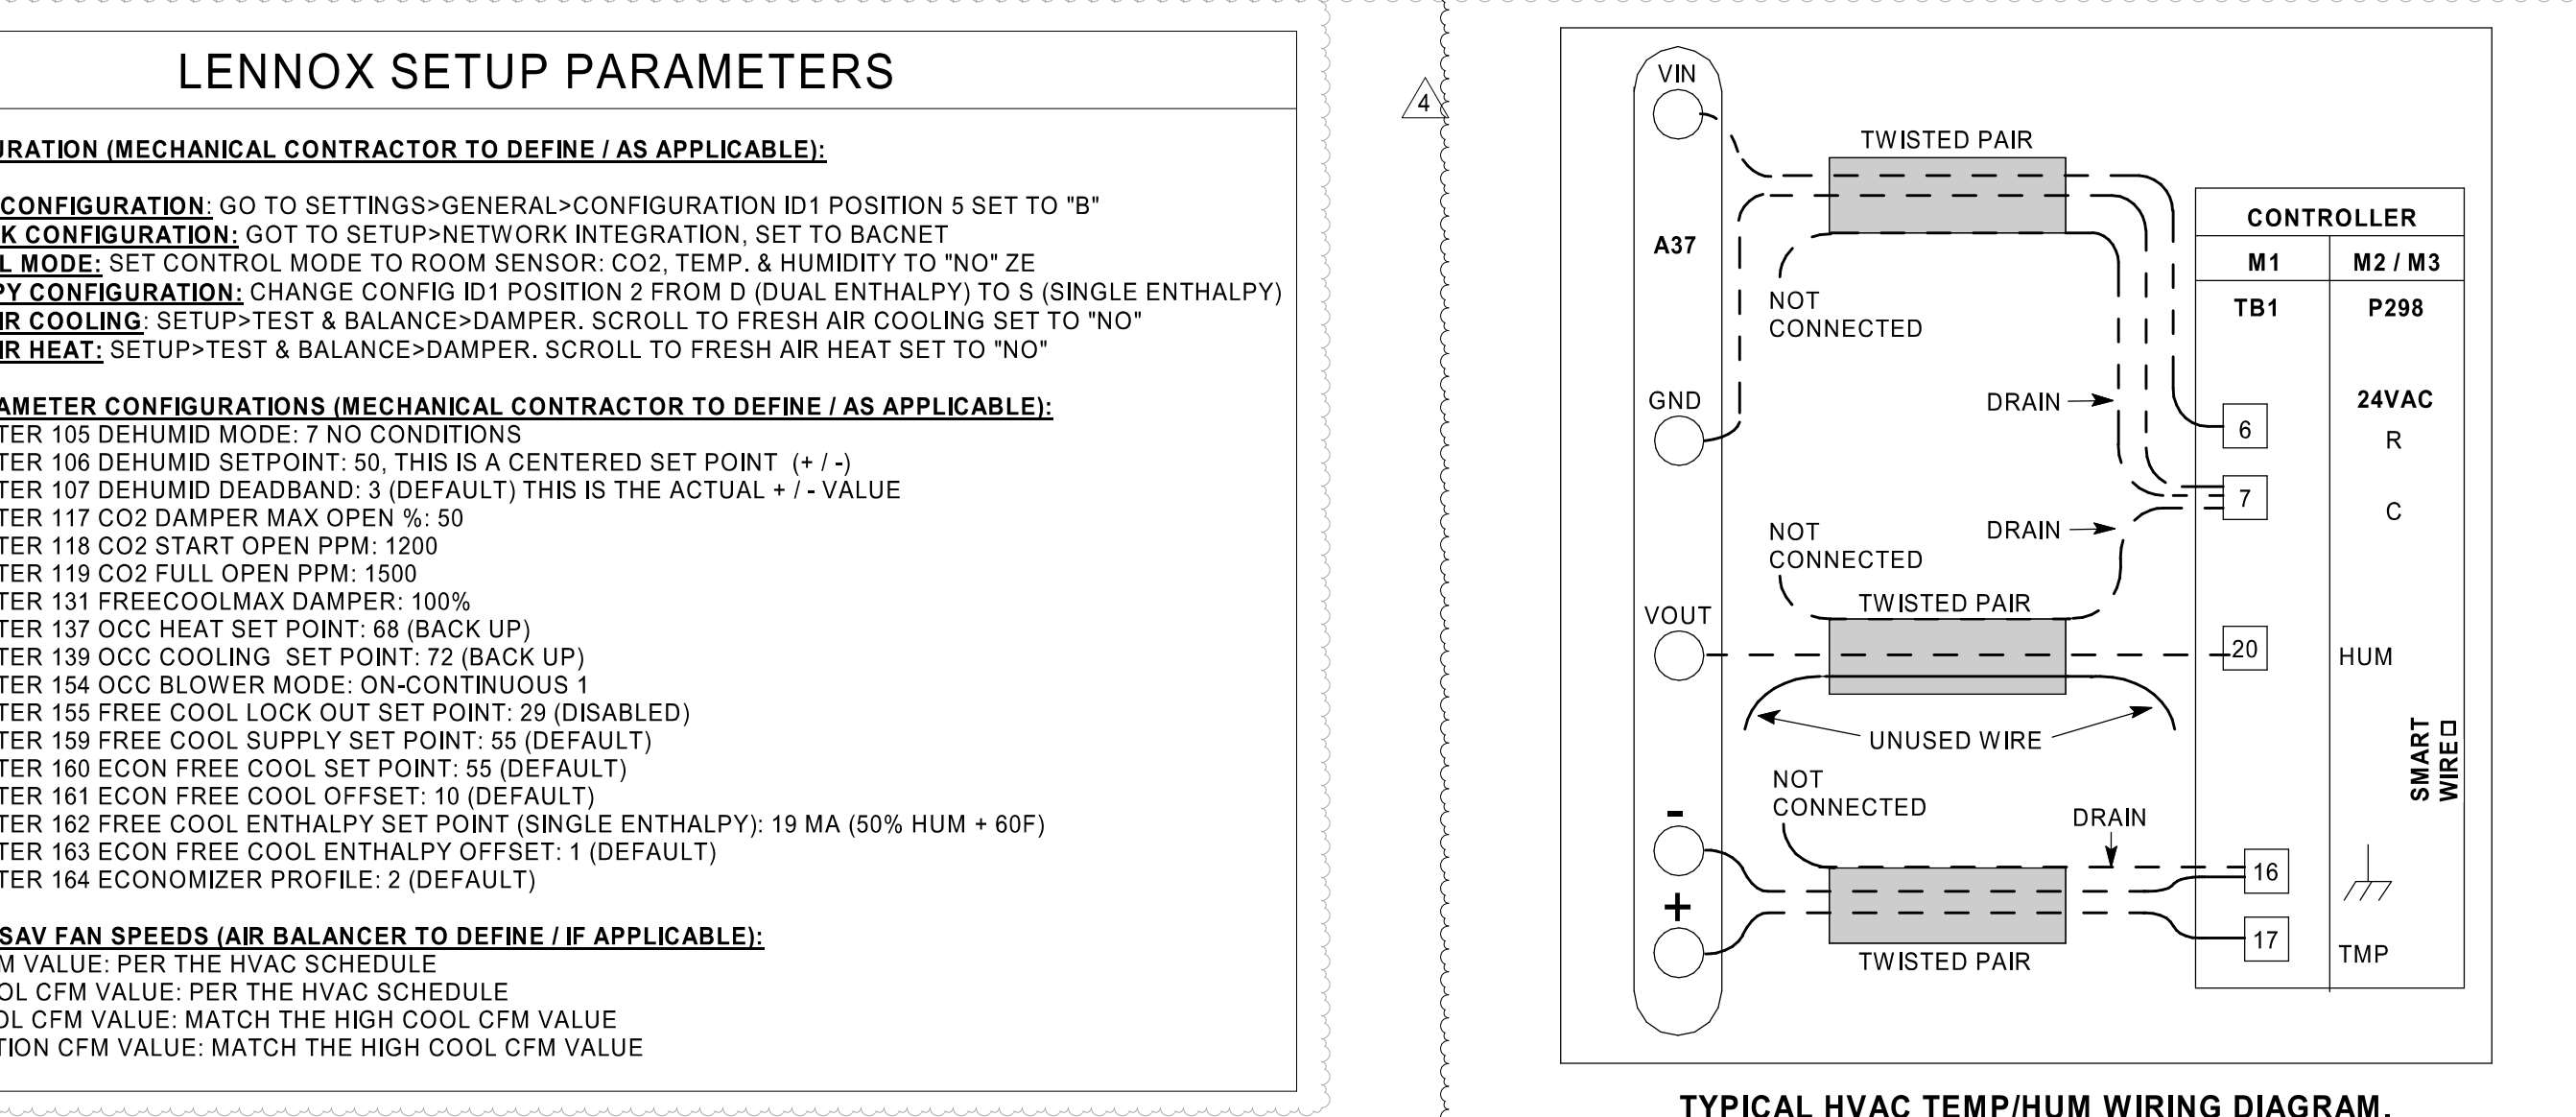 LENNOX SETUP PARAMETERS
URATION (MECHANICAL CONTRACTOR TO DEFINE / AS APPLICABLE):
CONFIGURATION: GO TO SETTINGS>GENERAL>CONFIGURATION ID1 POSITION 5 SET TO "B"
K CONFIGURATION: GOT TO SETUP>NETWORK INTEGRATION, SET TO BACNET
L MODE: SET CONTROL MODE TO ROOM SENSOR: CO2, TEMP. & HUMIDITY TO "NO" ZE
PY CONFIGURATION: CHANGE CONFIG ID1 POSITION 2 FROM D (DUAL ENTHALPY) TO S (SINGLE ENTHALPY)
IR COOLING: SETUP>TEST & BALANCE>DAMPER. SCROLL TO FRESH AIR COOLING SET TO "NO"
IR HEAT: SETUP>TEST & BALANCE>DAMPER. SCROLL TO FRESH AIR HEAT SET TO "NO"
AMETER CONFIGURATIONS (MECHANICAL CONTRACTOR TO DEFINE / AS APPLICABLE):
TER 105 DEHUMID MODE: 7 NO CONDITIONS
TER 106 DEHUMID SETPOINT: 50, THIS IS A CENTERED SET POINT (+ / -)
TER 107 DEHUMID DEADBAND: 3 (DEFAULT) THIS IS THE ACTUAL + / - VALUE
TER 117 CO2 DAMPER MAX OPEN %: 50
TER 118 CO2 START OPEN PPM: 1200
TER 119 CO2 FULL OPEN PPM: 1500
TER 131 FREECOOLMAX DAMPER: 100%
TER 137 OCC HEAT SET POINT: 68 (BACK UP)
TER 139 OCC COOLING SET POINT: 72 (BACK UP)
TER 154 OCC BLOWER MODE: ON-CONTINUOUS 1
TER 155 FREE COOL LOCK OUT SET POINT: 29 (DISABLED)
TER 159 FREE COOL SUPPLY SET POINT: 55 (DEFAULT)
TER 160 ECON FREE COOL SET POINT: 55 (DEFAULT)
TER 161 ECON FREE COOL OFFSET: 10 (DEFAULT)
TER 162 FREE COOL ENTHALPY SET POINT (SINGLE ENTHALPY): 19 MA (50% HUM + 60F)
TER 163 ECON FREE COOL ENTHALPY OFFSET: 1 (DEFAULT)
TER 164 ECONOMIZER PROFILE: 2 (DEFAULT)
SAV FAN SPEEDS (AIR BALANCER TO DEFINE / IF APPLICABLE):
M VALUE: PER THE HVAC SCHEDULE
OL CFM VALUE: PER THE HVAC SCHEDULE
OL CFM VALUE: MATCH THE HIGH COOL CFM VALUE
TION CFM VALUE: MATCH THE HIGH COOL CFM VALUE
4
VIN
TWISTED PAIR
A37
NOT
CONNECTED
GND
DRAIN
NOT
CONNECTED
DRAIN
VOUT
TWISTED PAIR
UNUSED WIRE
NOT
CONNECTED
DRAIN
-
+
TWISTED PAIR
CONTROLLER
M1
M2 / M3
TB1
P298
24VAC
6
R
7
C
20
HUM
SMART
WIRE□
16
17
TMP
TYPICAL HVAC TEMP/HUM WIRING DIAGRAM.